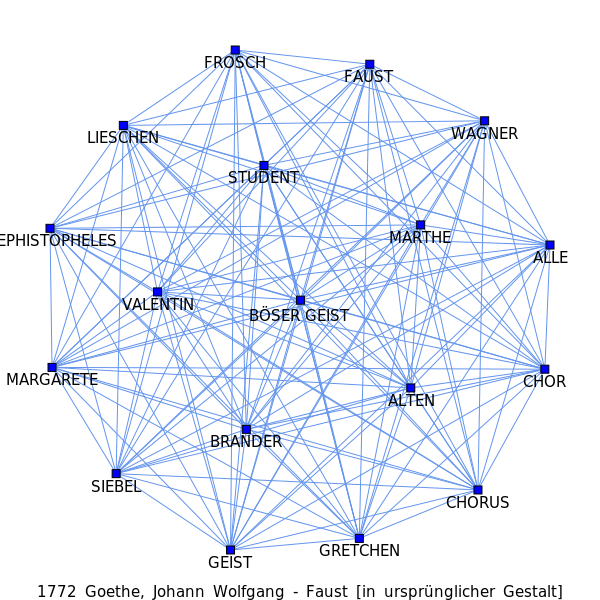 FROSCH
FAUST
WAGNER
LIESCHEN
STUDENT
MARTHE
EPHISTOPHELES
ALLE
VALENTIN
BÖSER GEIST
MARGARETE
CHOR
ALTEN
BRANDER
SIEBEL
CHORUS
GRETCHEN
GEIST
1772 Goethe, Johann Wolfgang - Faust [in ursprünglicher Gestalt]